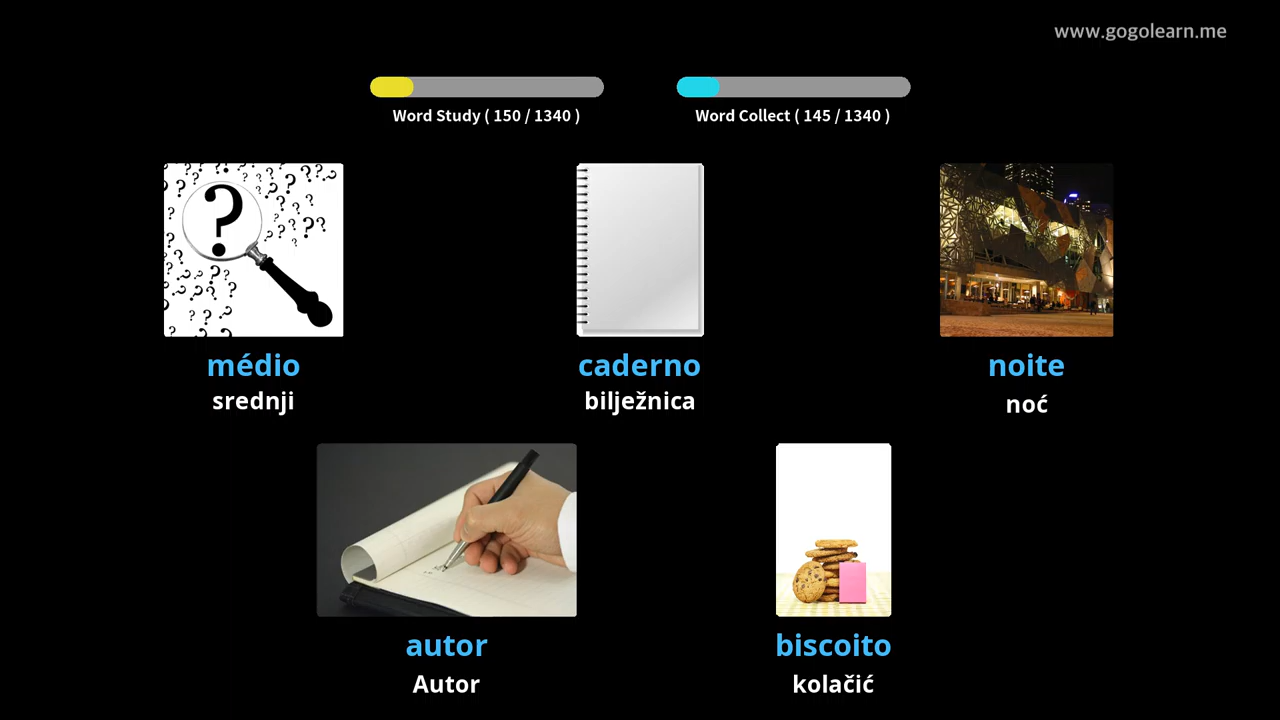 www.gogolearn.me
Word Study ( 150 / 1340 )
Word Collect ( 145 / 1340 )
médio
srednji
caderno
bilježnica
noite
noć
autor
Autor
biscoito
kolačić